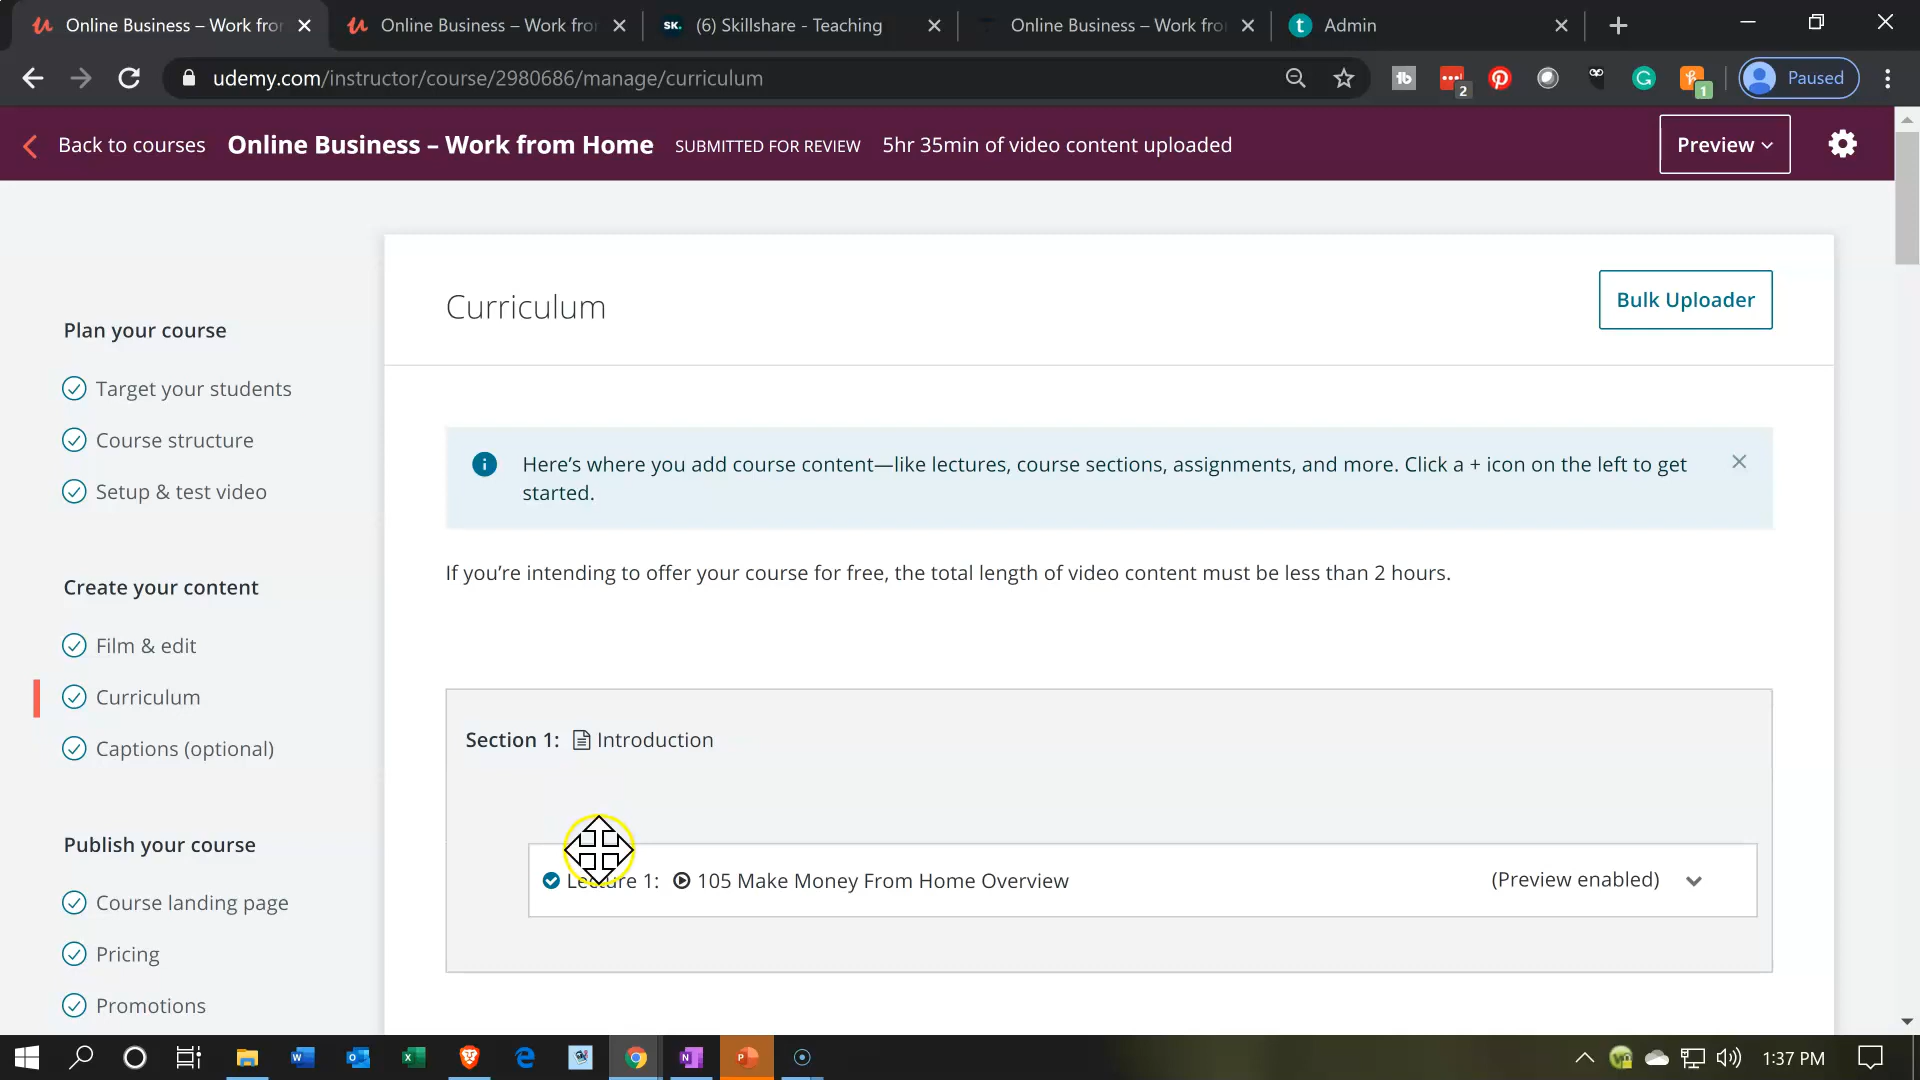 Online Business – Work fro
Online Business – Work fro
SK.
(6) Skillshare - Teaching
Online Business – Work fro
t
Admin
udemy.com/instructor/course/2980686/manage/curriculum
2
1
Paused
Back to courses
Online Business – Work from Home
SUBMITTED FOR REVIEW
5hr 35min of video content uploaded
Preview
Curriculum
Bulk Uploader
Plan your course
Target your students
Course structure
Setup & test video
Here's where you add course content—like lectures, course sections, assignments, and more. Click a + icon on the left to get
started.
If you're intending to offer your course for free, the total length of video content must be less than 2 hours.
Create your content
Film & edit
Curriculum
Captions (optional)
Section 1: Introduction
Lecture 1: 105 Make Money From Home Overview
(Preview enabled)
Publish your course
Course landing page
Pricing
Promotions
1:37 PM